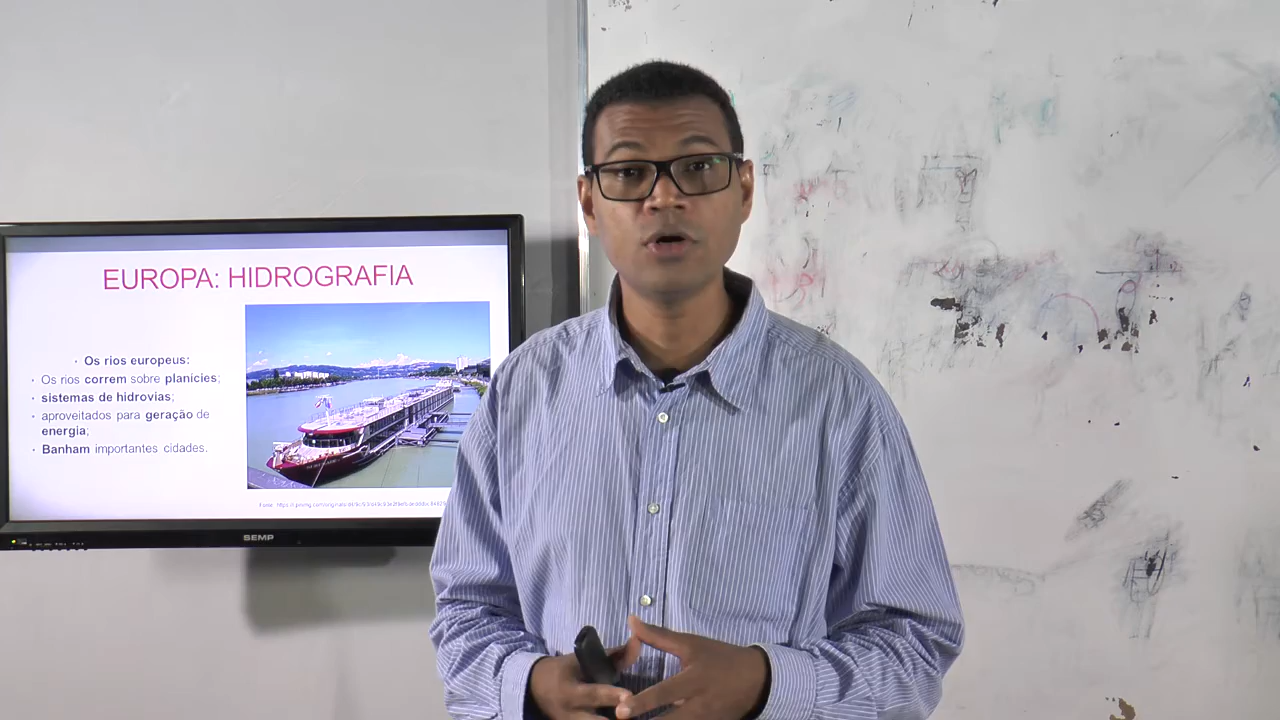 EUROPA: HIDROGRAFIA
• Os rios europeus:
• Os rios correm sobre planícies;
• sistemas de hidrovias;
• aproveitados para geração de
energia;
• Banham importantes cidades.
SEMP